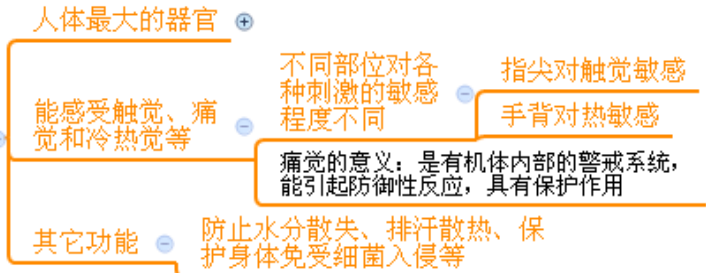 人体最大的器官
能感受触觉、痛
觉和冷热觉等
不同部位对各
种刺激的敏感
程度不同
指尖对触觉敏感
手背对热敏感
痛觉的意义：是有机体内部的警戒系统，
能引起防御性反应，具有保护作用
其它功能
防止水分散失、排汗散热、保
护身体免受细菌入侵等